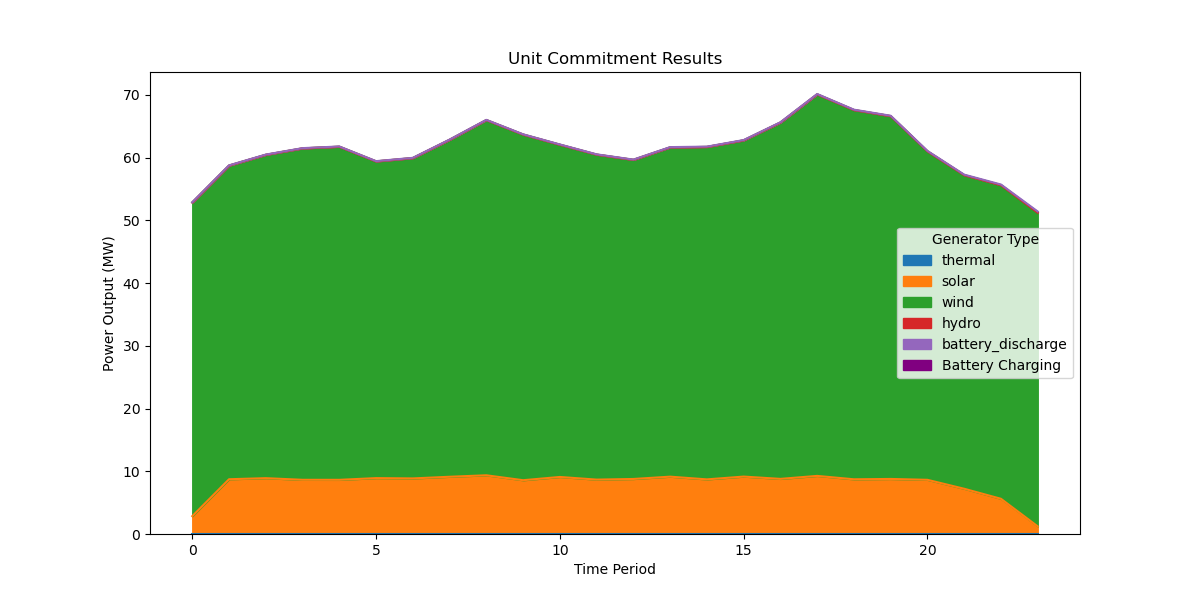 Unit Commitment Results
Power Output (MW)
70
60
50
40
30
20
10
0
0 5 10 15 20
Time Period
Generator Type
thermal
solar
wind
hydro
battery_discharge
Battery Charging